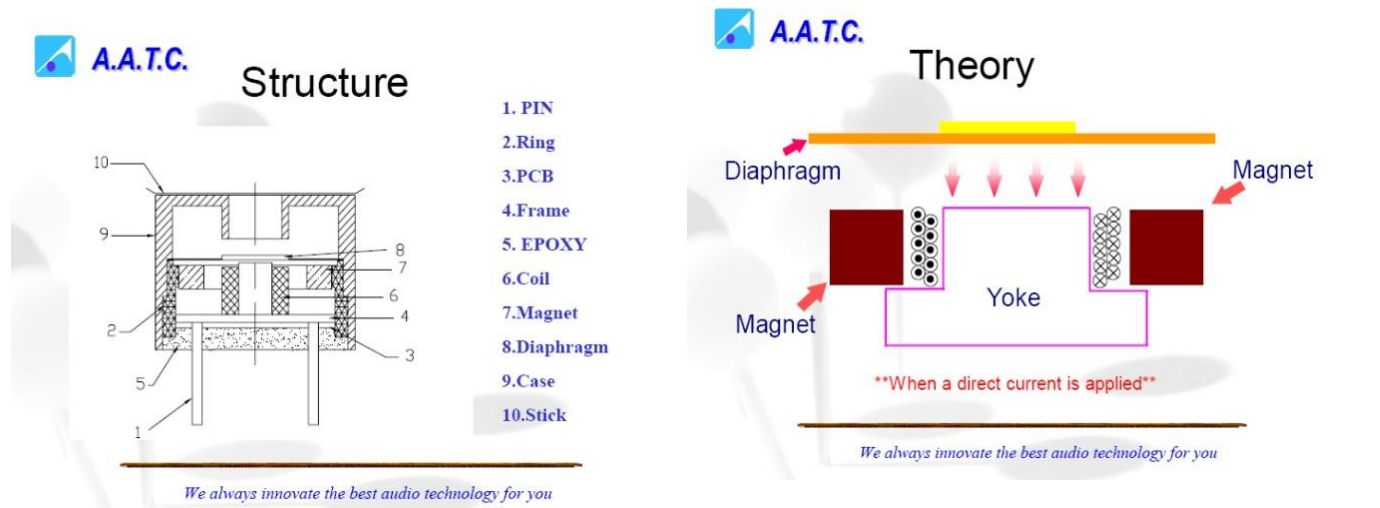 A.A.T.C.
Structure
1. PIN
2.Ring
3.PCB
4.Frame
5. EPOXY
6.Coil
7.Magnet
8.Diaphragm
9.Case
10.Stick
10
9
8
7
6
2
4
3
5
1
We always innovate the best audio technology for you
A.A.T.C.
Theory
Diaphragm
Magnet
Yoke
Magnet
**When a direct current is applied**
We always innovate the best audio technology for you